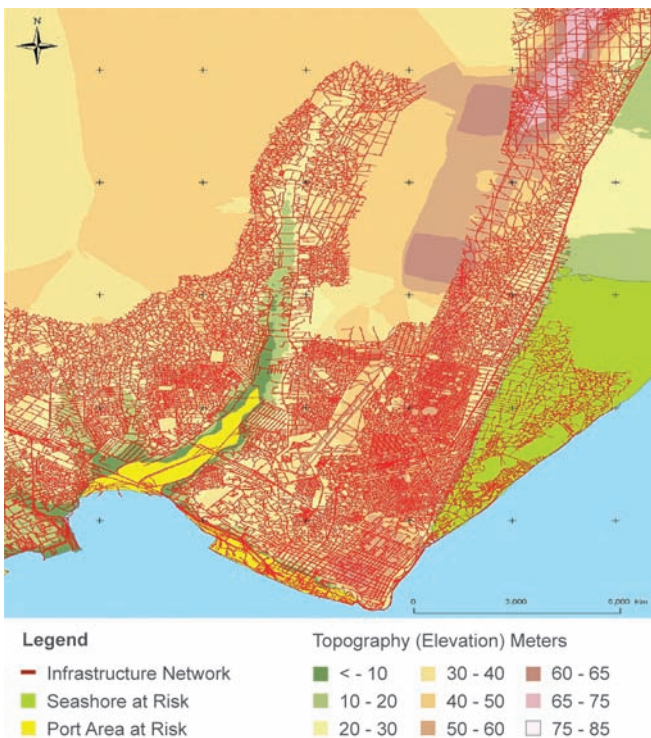 N
0 3,000 6,000 Km
Legend
Infrastructure Network
Seashore at Risk
Port Area at Risk
Topography (Elevation) Meters
< - 10
10 - 20
20 - 30
30 - 40
40 - 50
50 - 60
60 - 65
65 - 75
75 - 85